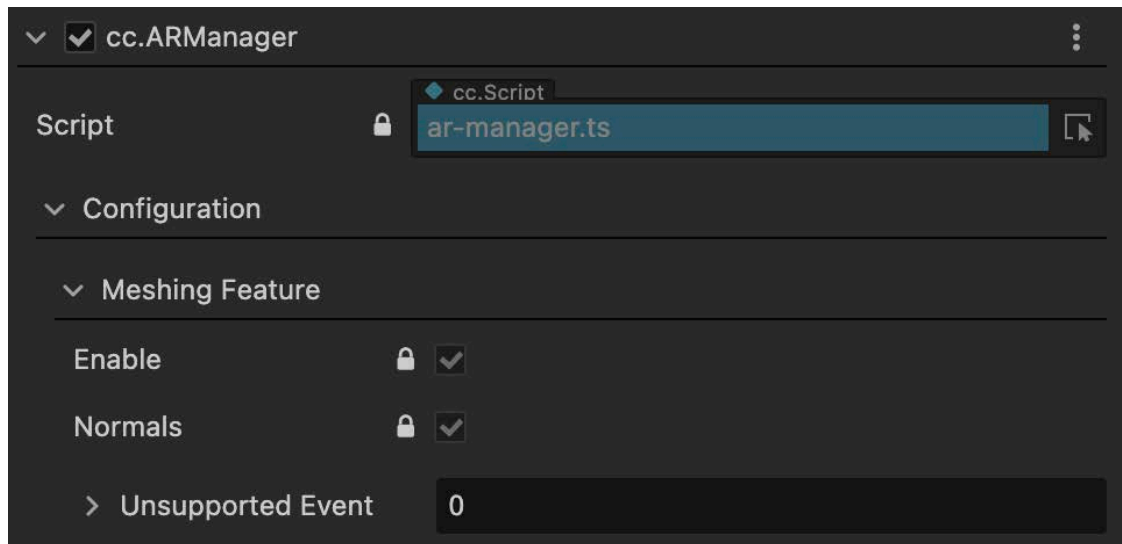 cc.ARManager
cc.Script
Script
ar-manager.ts
Configuration
Meshing Feature
Enable
Normals
Unsupported Event 0